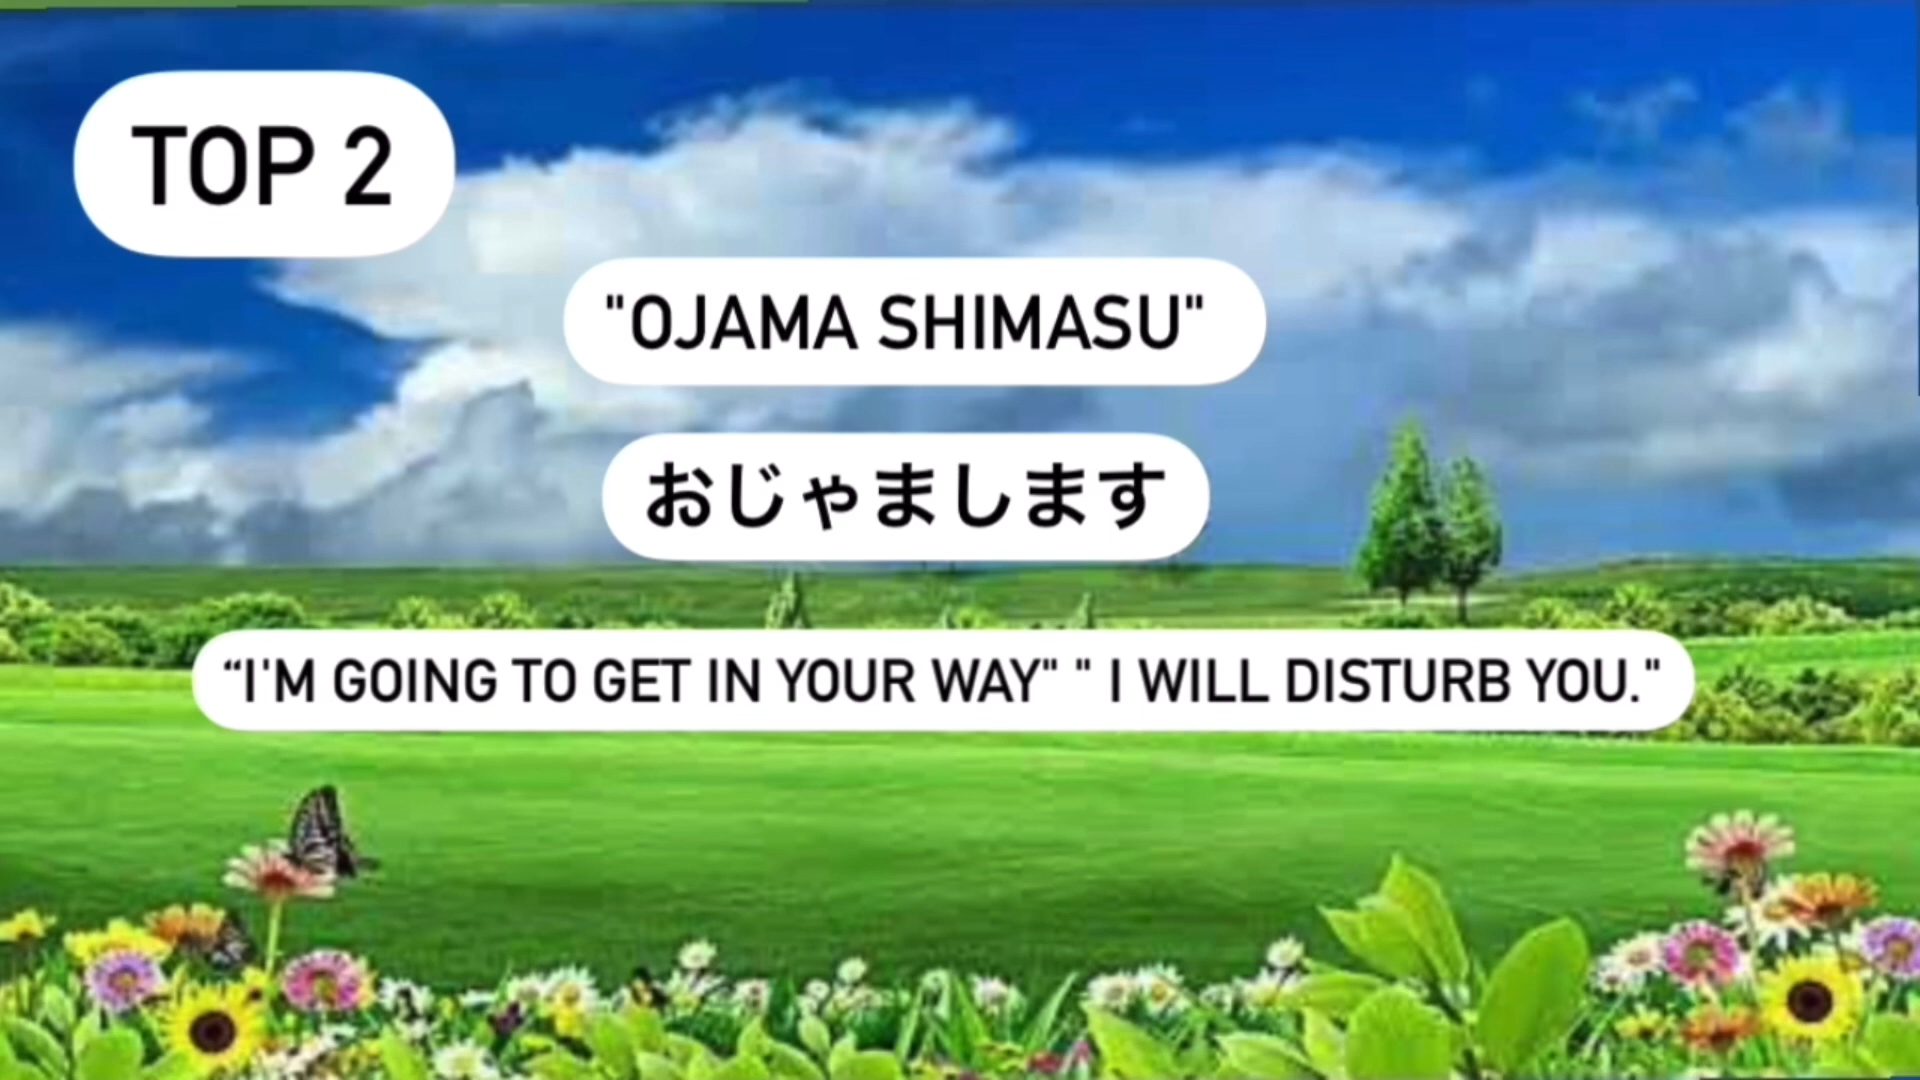 TOP 2
"OJAMA SHIMASU"
おじゃまします
“I'M GOING TO GET IN YOUR WAY" " I WILL DISTURB YOU."